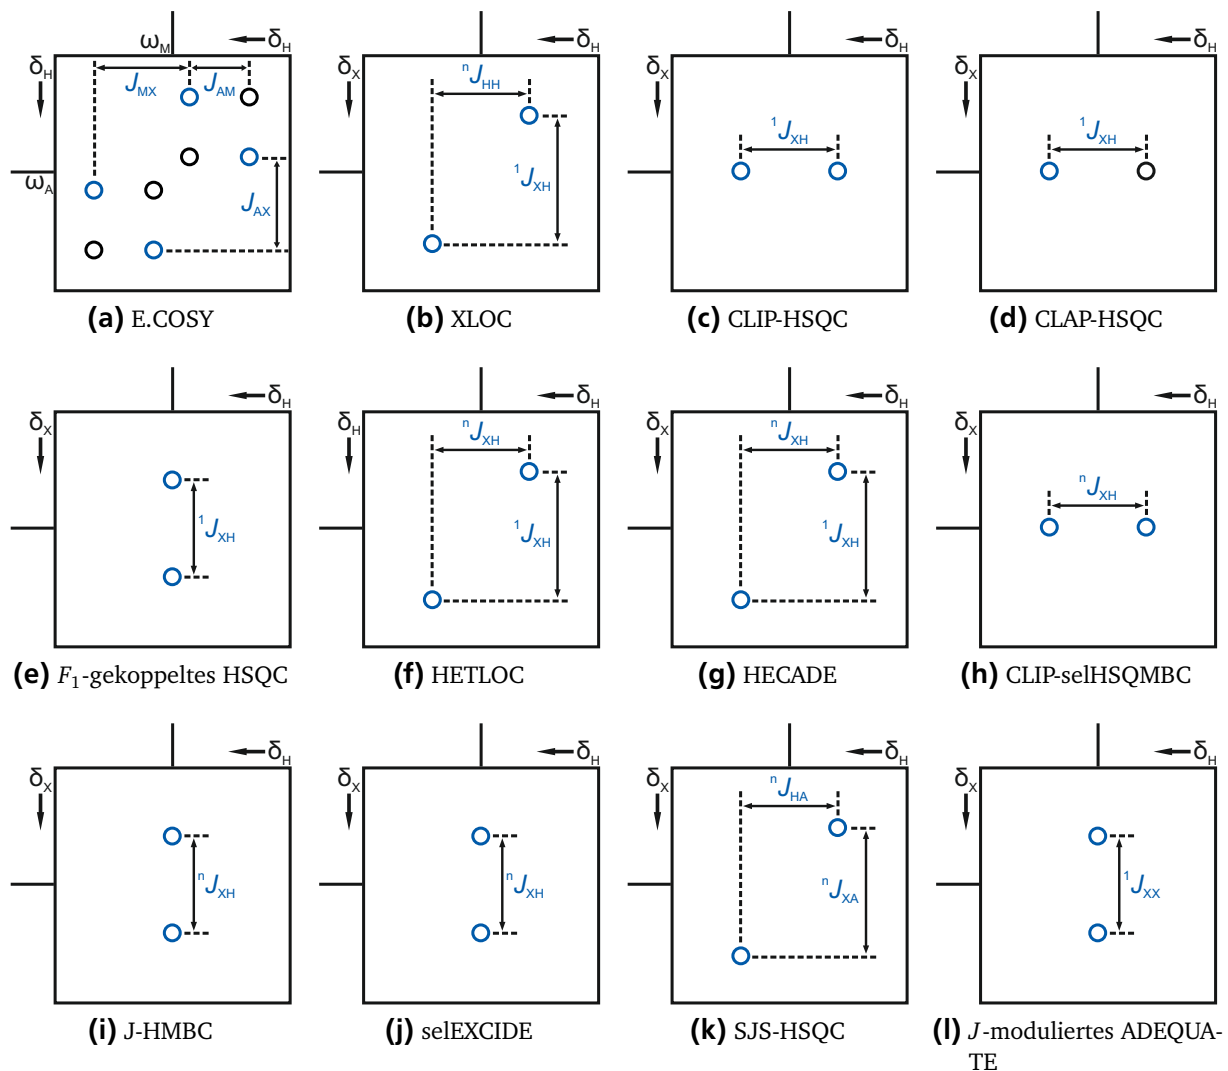 ω_M δ_H
δ_H
J_MX J_AM
ω_A
J_AX
(a) E.COSY
δ_H
δ_X
ⁿJ_HH
¹J_XH
(b) XLOC
δ_H
δ_X
¹J_XH
(c) CLIP-HSQC
δ_H
δ_X
¹J_XH
(d) CLAP-HSQC
δ_H
δ_X
¹J_XH
(e) F₁-gekoppeltes HSQC
δ_H
δ_H
ⁿJ_XH
¹J_XH
(f) HETLOC
δ_H
δ_X
ⁿJ_XH
¹J_XH
(g) HECADE
δ_H
δ_X
ⁿJ_XH
(h) CLIP-selHSQMBC
δ_H
δ_X
ⁿJ_XH
(i) J-HMBC
δ_H
δ_X
ⁿJ_XH
(j) selEXCIDE
δ_H
δ_X
ⁿJ_HA
ⁿJ_XA
(k) SJS-HSQC
δ_H
δ_X
¹J_XX
(l) J-moduliertes ADEQUA-
TE